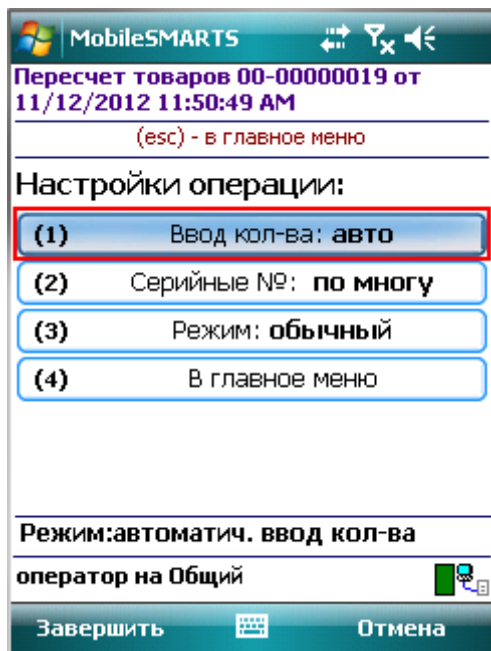 MobileSMARTS
Пересчет товаров 00-00000019 от
11/12/2012 11:50:49 AM
(esc) - в главное меню
Настройки операции:
(1) Ввод кол-ва: авто
(2) Серийные №: по многу
(3) Режим: обычный
(4) В главное меню
Режим:автоматич. ввод кол-ва
оператор на Общий
Завершить Отмена